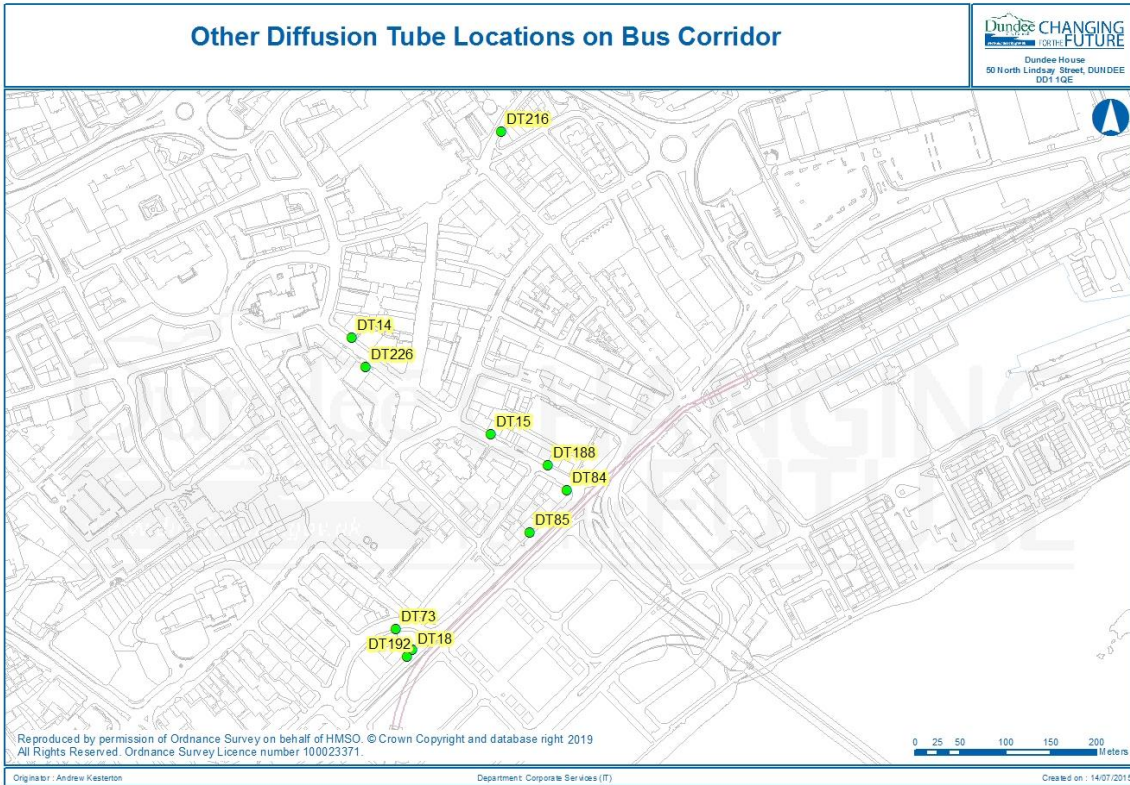 Other Diffusion Tube Locations on Bus Corridor
Dundee CHANGING
FOR THE FUTURE
Dundee House
50 North Lindsay Street, DUNDEE
DD1 1QE
DT216
DT14
DT226
DT15
DT188
DT84
DT85
DT73
DT18
DT192
Reproduced by permission of Ordnance Survey on behalf of HMSO. © Crown Copyright and database right 2019
All Rights Reserved. Ordnance Survey Licence number 100023371.
0 25 50 100 150 200
Meters
Originator : Andrew Kesterton
Department: Corporate Services (IT)
Created on : 14/07/2015